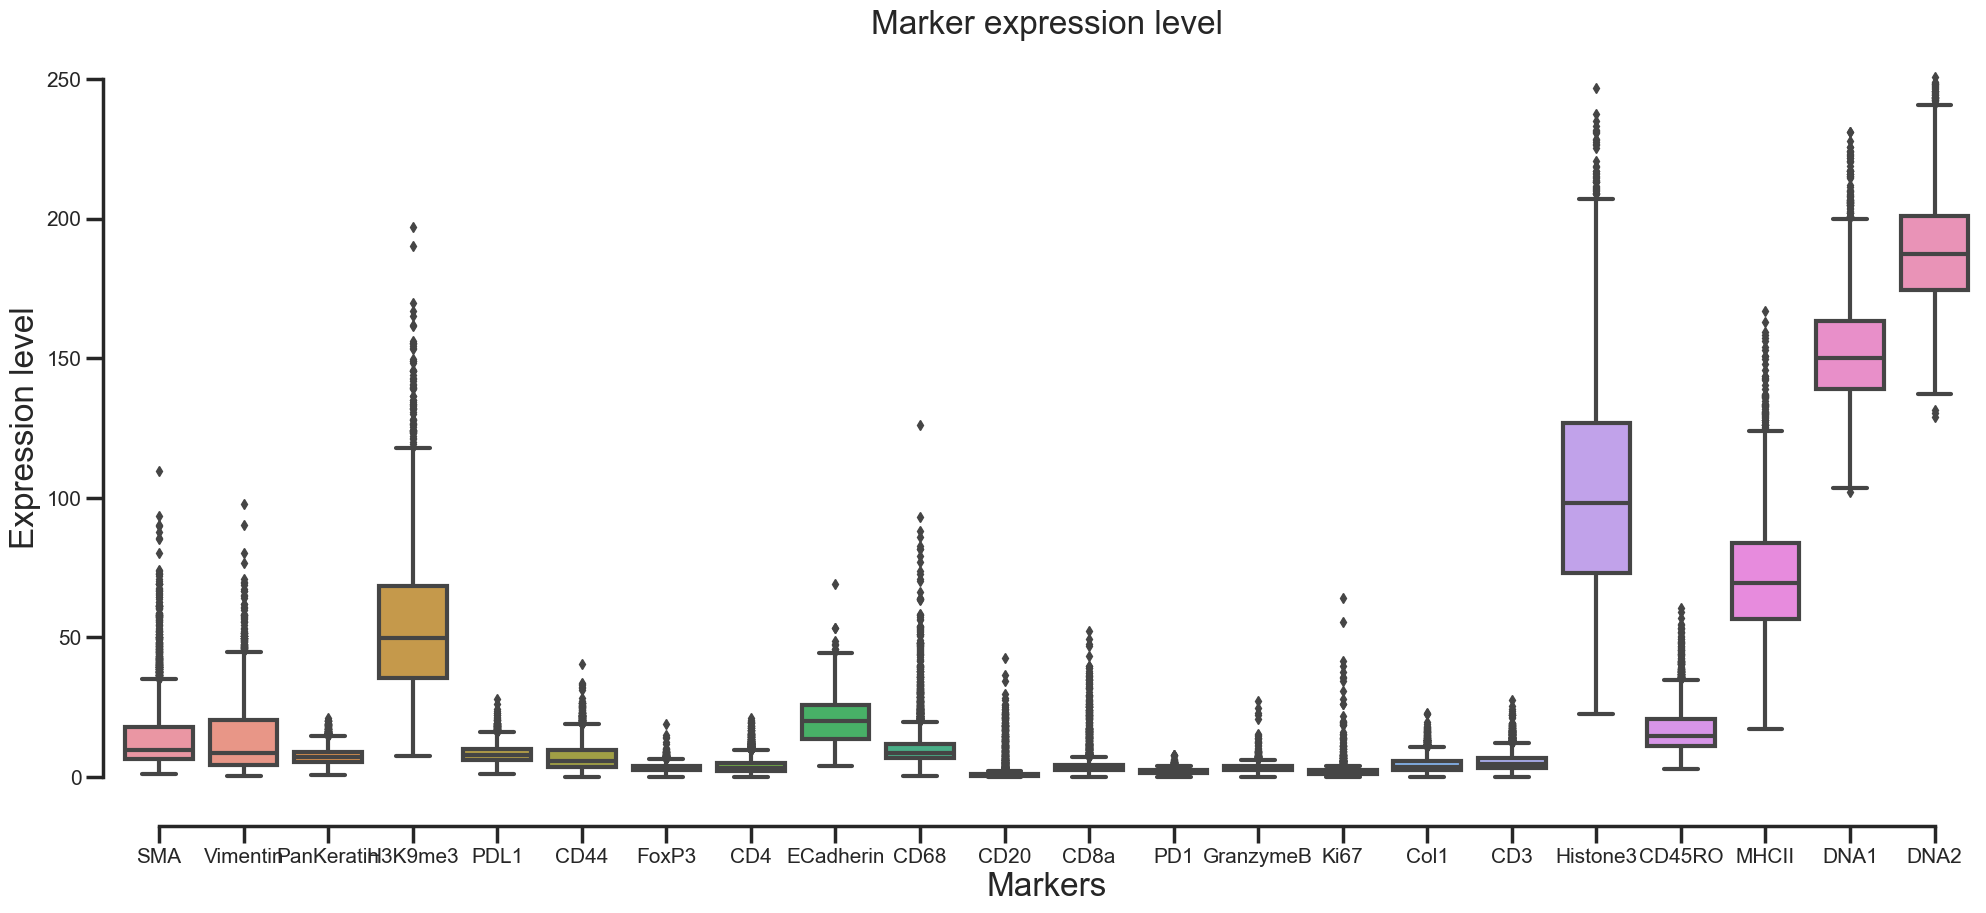 Marker expression level
Expression level
250
200
150
100
50
0
SMA Vimentin PanKeratin H3K9me3 PDL1 CD44 FoxP3 CD4 ECadherin CD68 CD20 CD8a PD1 GranzymeB Ki67 Col1 CD3 Histone3 CD45RO MHCII DNA1 DNA2
Markers